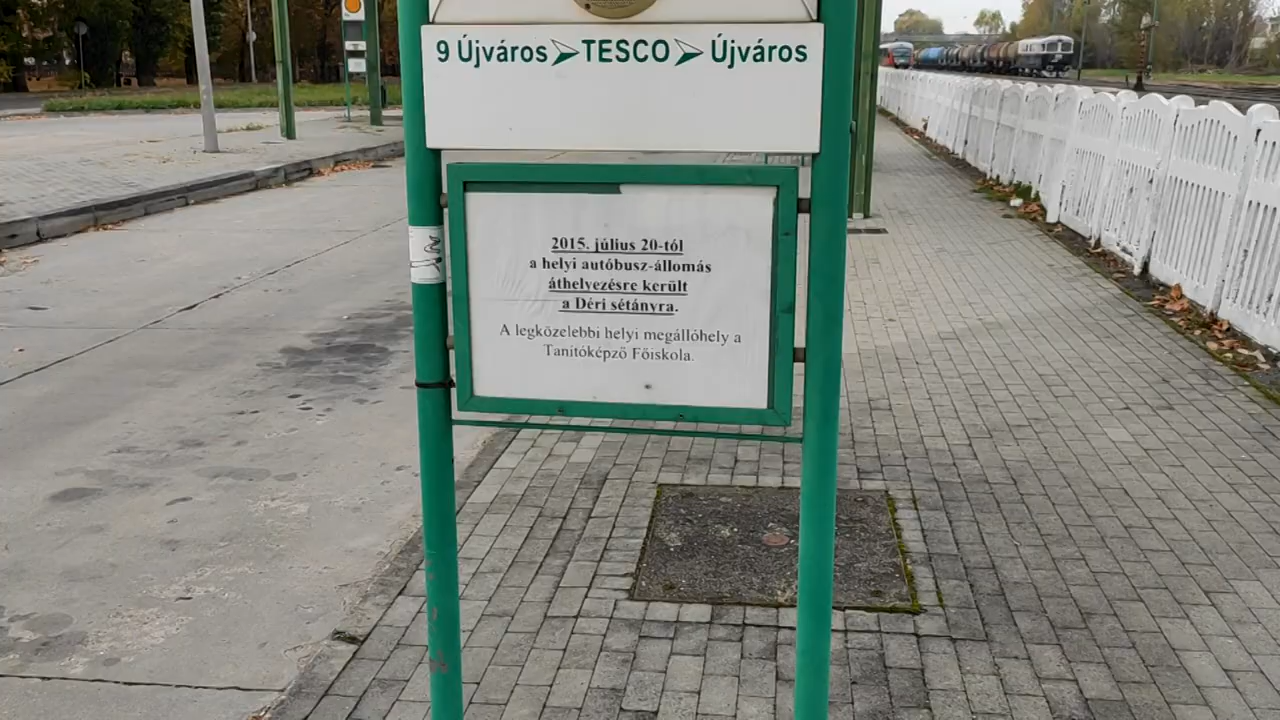 9 Újváros➢TESCO➢Újváros
2015. július 20-tól
a helyi autóbusz-állomás
áthelyezésre került
a Déri sétányra.
A legközelebbi helyi megállóhely a
Tanítóképző Főiskola.